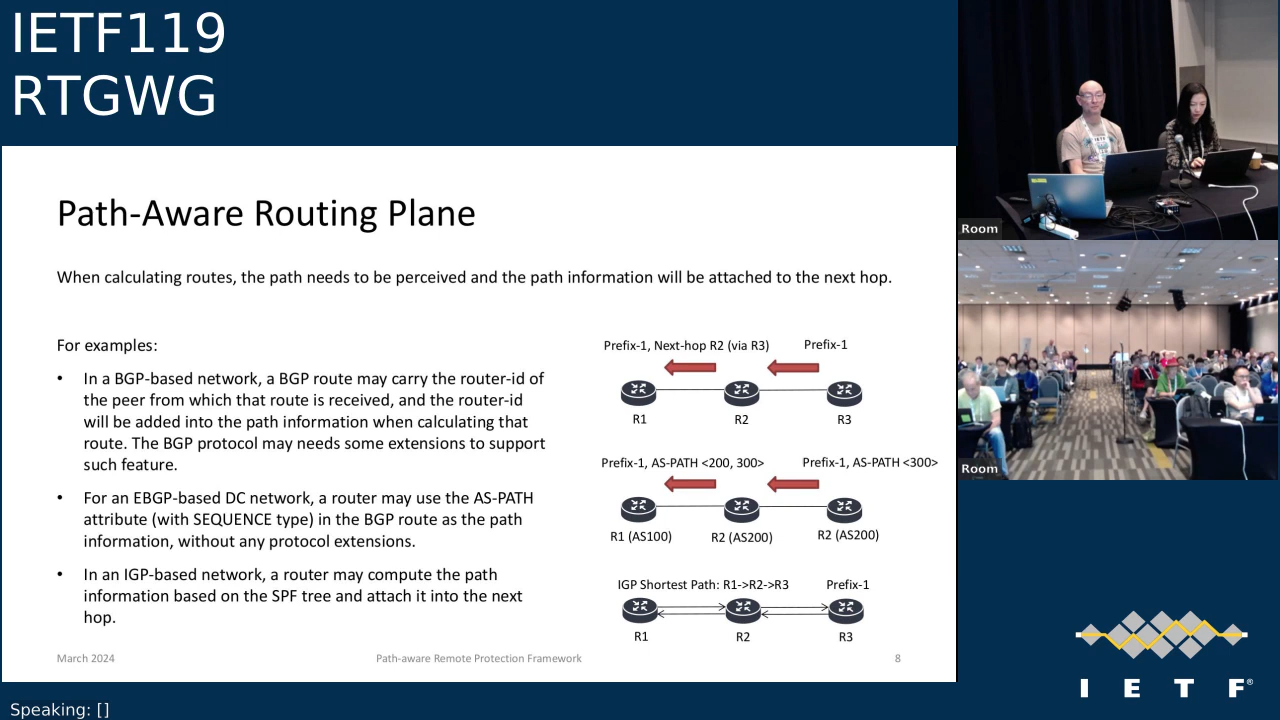 IETF119
RTGWG
Path-Aware Routing Plane
When calculating routes, the path needs to be perceived and the path information will be attached to the next hop.
For examples:
• In a BGP-based network, a BGP route may carry the router-id of
the peer from which that route is received, and the router-id
will be added into the path information when calculating that
route. The BGP protocol may needs some extensions to support
such feature.
• For an EBGP-based DC network, a router may use the AS-PATH
attribute (with SEQUENCE type) in the BGP route as the path
information, without any protocol extensions.
• In an IGP-based network, a router may compute the path
information based on the SPF tree and attach it into the next
hop.
Prefix-1, Next-hop R2 (via R3) Prefix-1
R1 R2 R3
Prefix-1, AS-PATH <200, 300> Prefix-1, AS-PATH <300>
R1 (AS100) R2 (AS200) R2 (AS200)
IGP Shortest Path: R1->R2->R3 Prefix-1
R1 R2 R3
March 2024 Path-aware Remote Protection Framework 8
Room
Room
I E T F®
Speaking: []